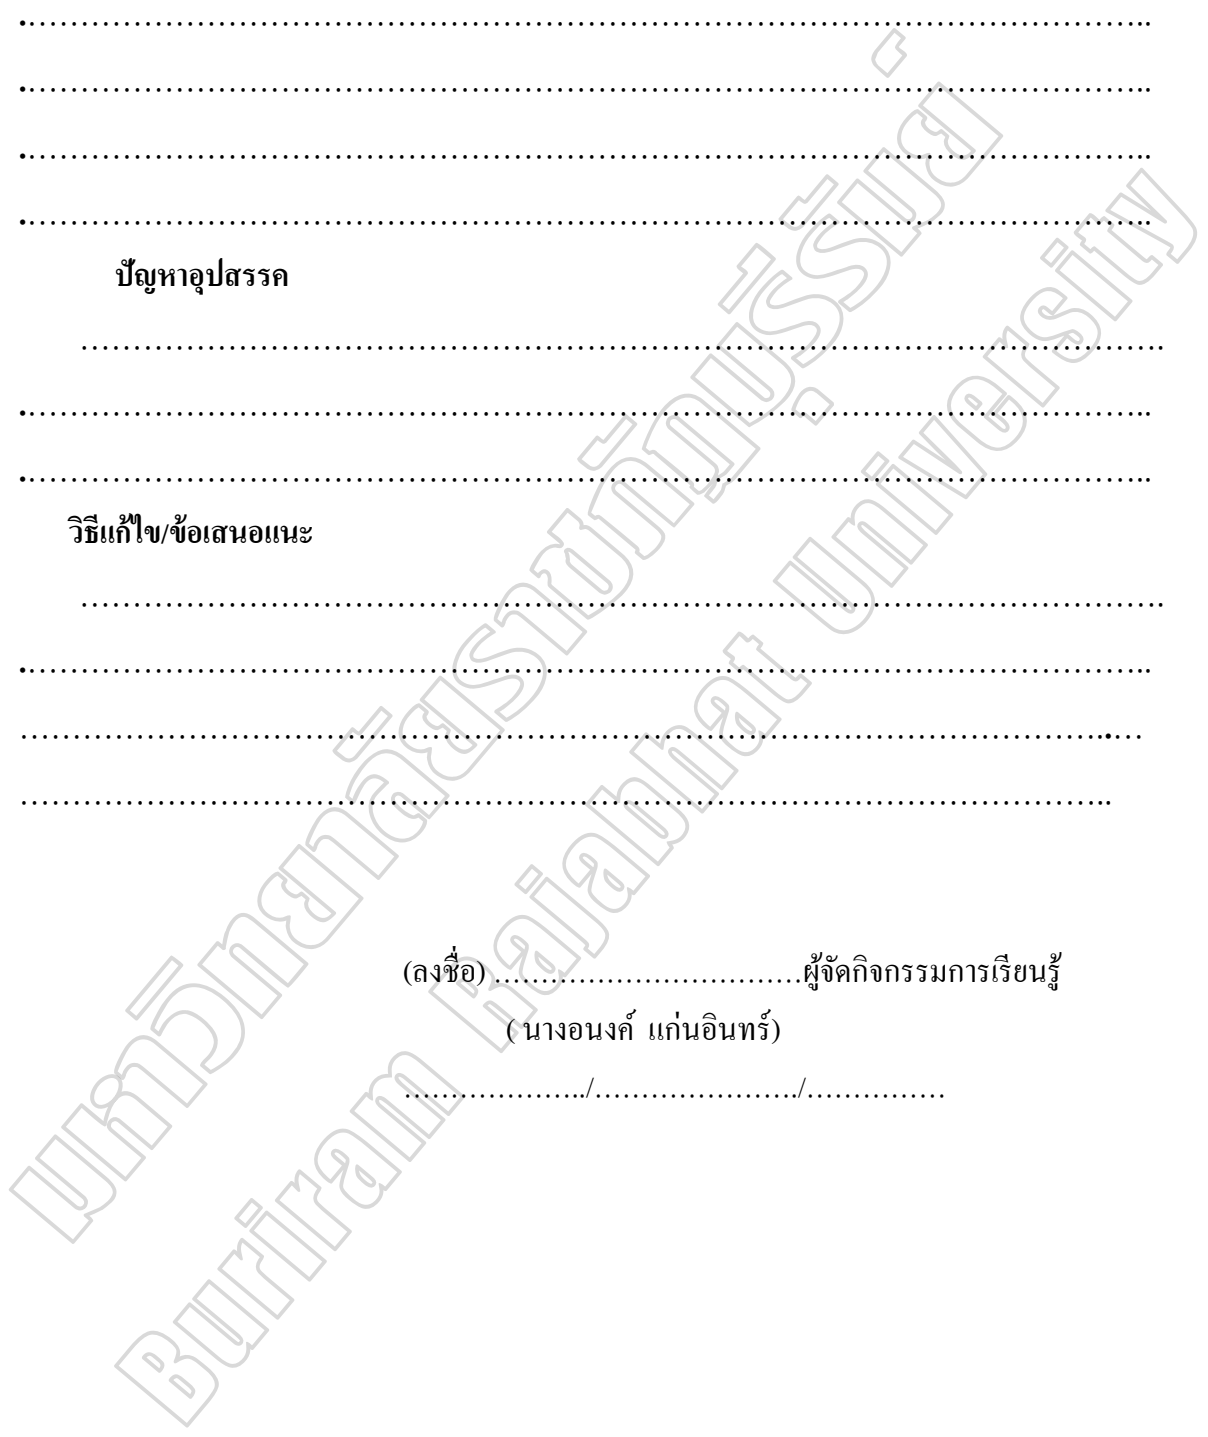 .……………………………………………………………………………………………..
.……………………………………………………………………………………………..
.……………………………………………………………………………………………..
.……………………………………………………………………………………………..
ปัญหาอุปสรรค
………………………………………………………………………………………….
.……………………………………………………………………………………………..
.……………………………………………………………………………………………..
วิธีแก้ไข/ข้อเสนอแนะ
………………………………………………………………………………………….
.……………………………………………………………………………………………..
…………………………………………………………………………………………..…
…………………………………………………………………………………………..
(ลงชื่อ) ……………………………ผู้จัดกิจกรรมการเรียนรู้
( นางอนงค์ แก่นอินทร์)
………………../…………………./……………
มหาวิทยาลัยราชภัฏบุรีรัมย์
Buriram Rajabhat University